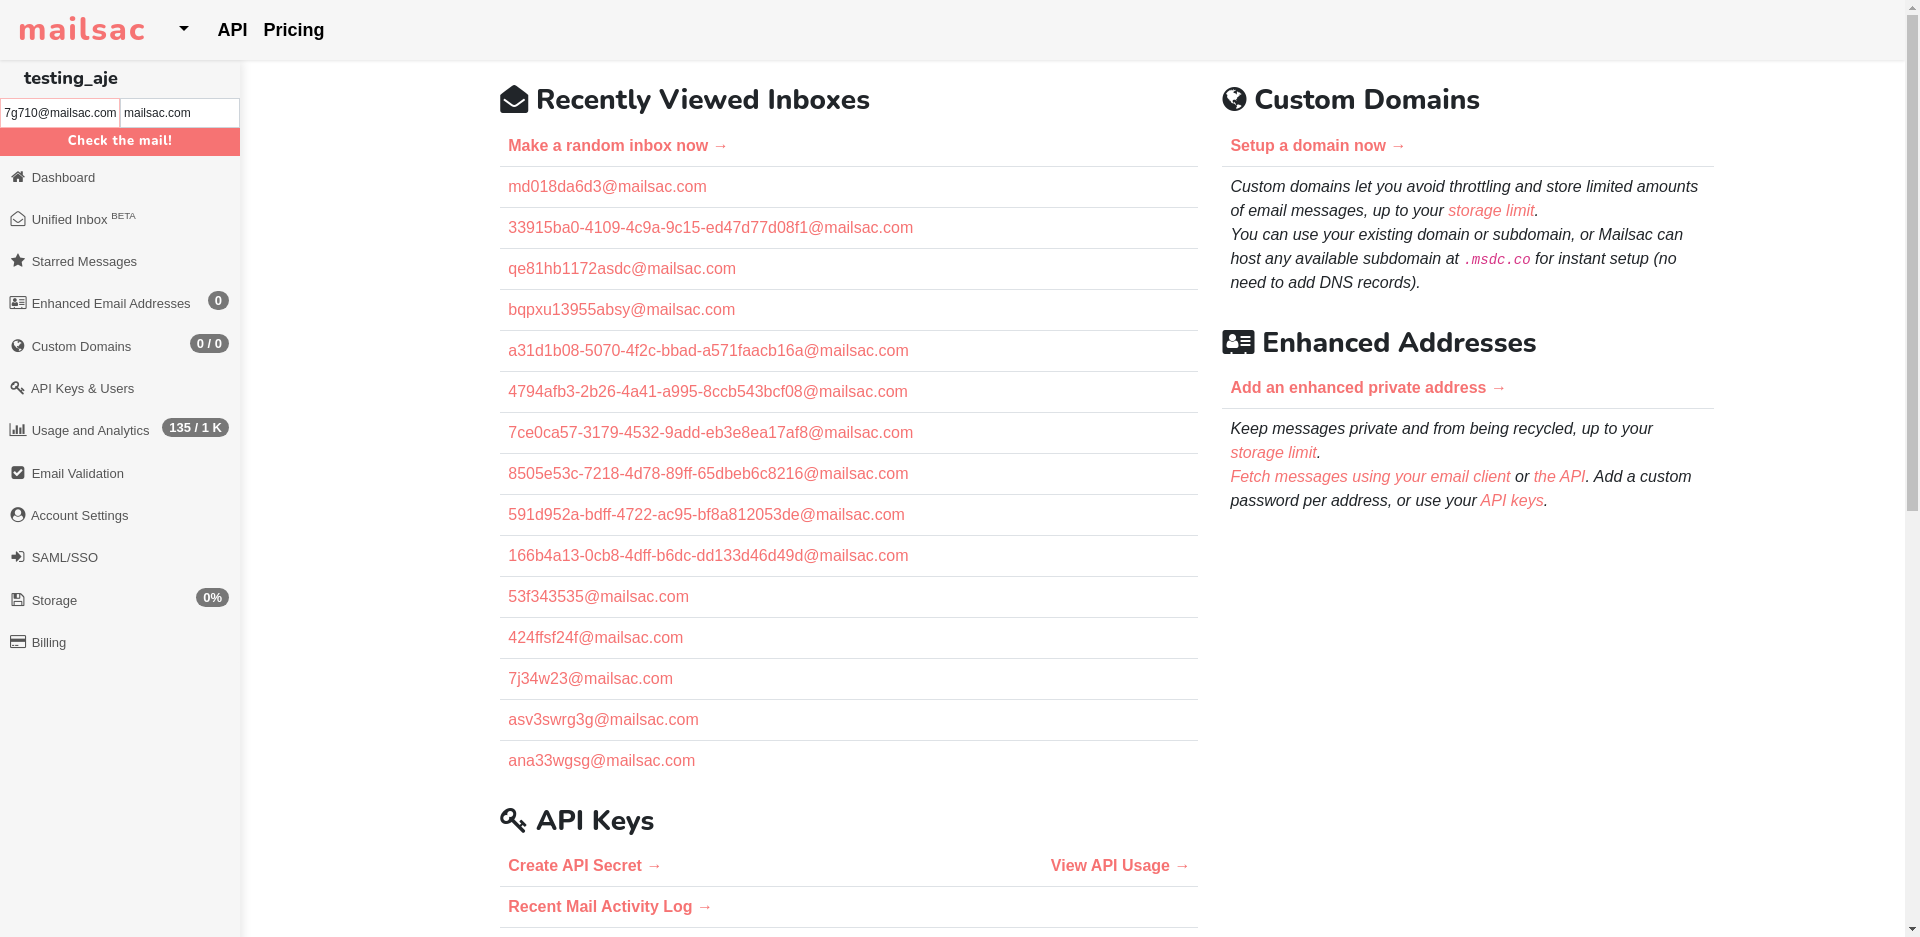 mailsac
API Pricing
testing_aje
7g710@mailsac.com mailsac.com
Check the mail!
Dashboard
Unified Inbox BETA
Starred Messages
Enhanced Email Addresses 0
Custom Domains 0 / 0
API Keys & Users
Usage and Analytics 135 / 1 K
Email Validation
Account Settings
SAML/SSO
Storage 0%
Billing
Recently Viewed Inboxes
Make a random inbox now →
md018da6d3@mailsac.com
33915ba0-4109-4c9a-9c15-ed47d77d08f1@mailsac.com
qe81hb1172asdc@mailsac.com
bqpxu13955absy@mailsac.com
a31d1b08-5070-4f2c-bbad-a571faacb16a@mailsac.com
4794afb3-2b26-4a41-a995-8ccb543bcf08@mailsac.com
7ce0ca57-3179-4532-9add-eb3e8ea17af8@mailsac.com
8505e53c-7218-4d78-89ff-65dbeb6c8216@mailsac.com
591d952a-bdff-4722-ac95-bf8a812053de@mailsac.com
166b4a13-0cb8-4dff-b6dc-dd133d46d49d@mailsac.com
53f343535@mailsac.com
424ffsf24f@mailsac.com
7j34w23@mailsac.com
asv3swrg3g@mailsac.com
ana33wgsg@mailsac.com
API Keys
Create API Secret → View API Usage →
Recent Mail Activity Log →
Custom Domains
Setup a domain now →
Custom domains let you avoid throttling and store limited amounts
of email messages, up to your storage limit.
You can use your existing domain or subdomain, or Mailsac can
host any available subdomain at .msdc.co for instant setup (no
need to add DNS records).
Enhanced Addresses
Add an enhanced private address →
Keep messages private and from being recycled, up to your
storage limit.
Fetch messages using your email client or the API. Add a custom
password per address, or use your API keys.